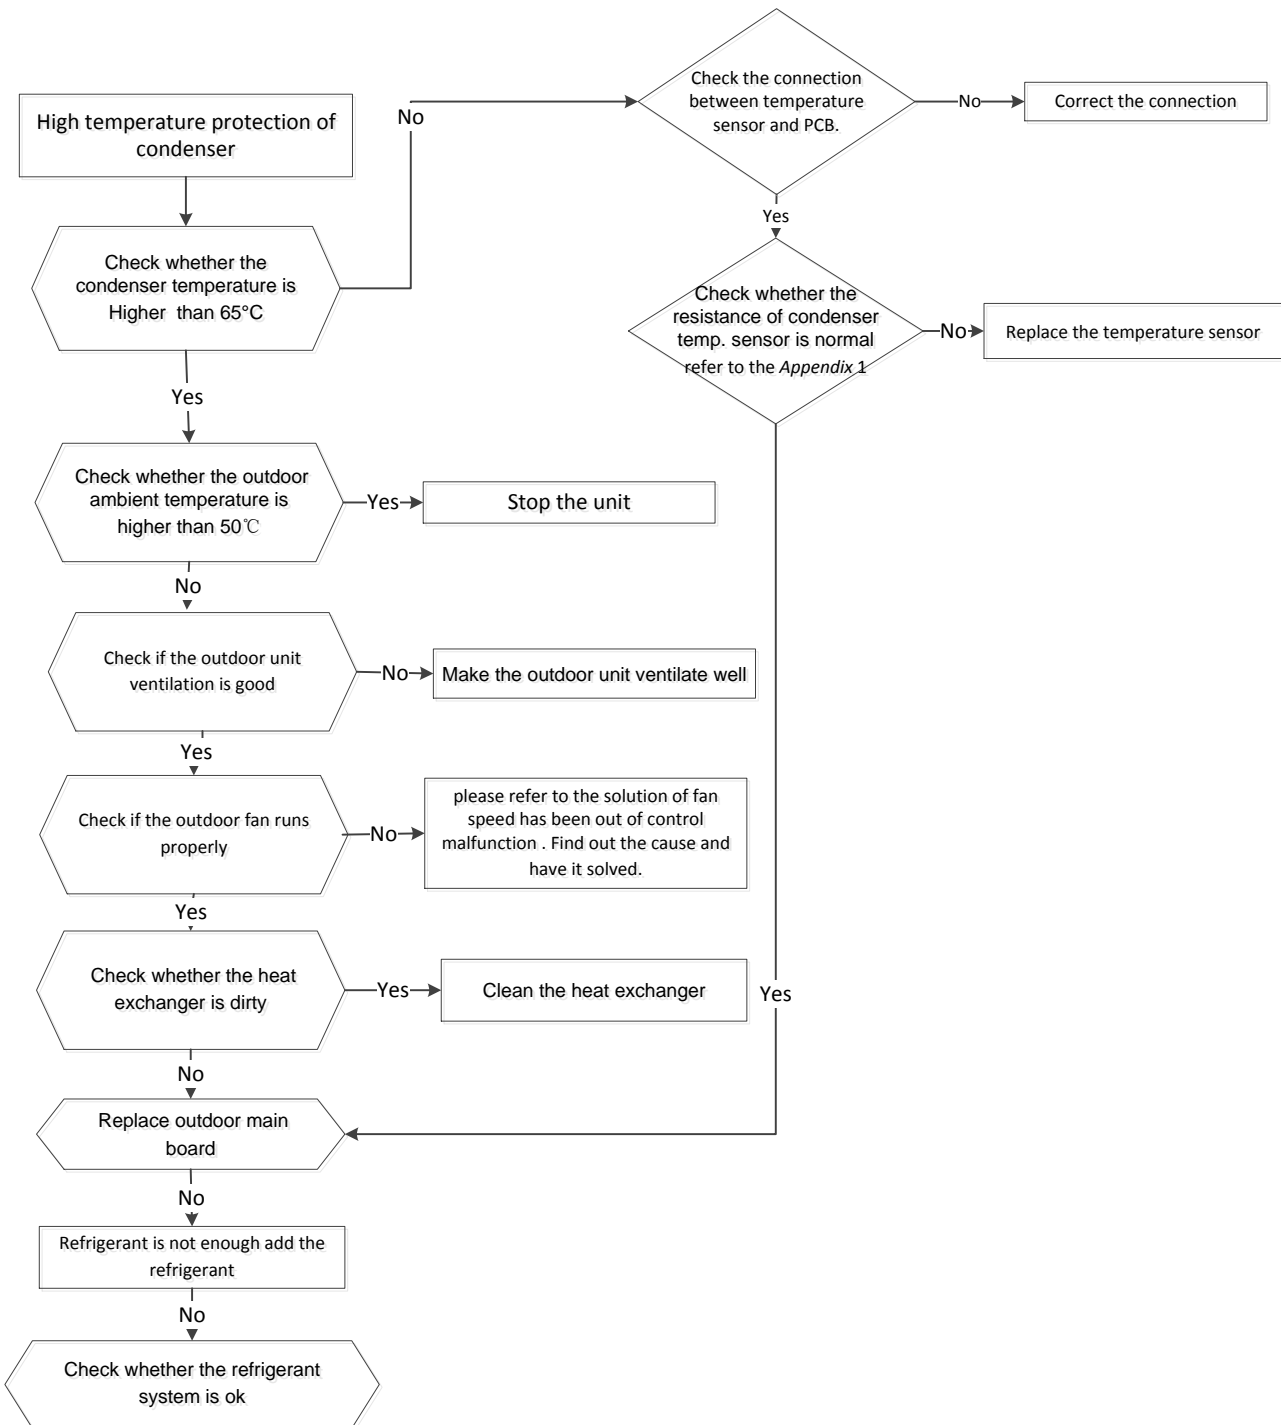 High temperature protection of
condenser
Check whether the
condenser temperature is
Higher than 65°C
No
Check the connection
between temperature
sensor and PCB.
No
Correct the connection
Yes
Check whether the
resistance of condenser
temp. sensor is normal
refer to the Appendix 1
No
Replace the temperature sensor
Yes
Check whether the outdoor
ambient temperature is
higher than 50℃
Yes
Stop the unit
No
Check if the outdoor unit
ventilation is good
No
Make the outdoor unit ventilate well
Yes
Check if the outdoor fan runs
properly
No
please refer to the solution of fan
speed has been out of control
malfunction . Find out the cause and
have it solved.
Yes
Check whether the heat
exchanger is dirty
Yes
Clean the heat exchanger
Yes
No
Replace outdoor main
board
No
Refrigerant is not enough add the
refrigerant
No
Check whether the refrigerant
system is ok